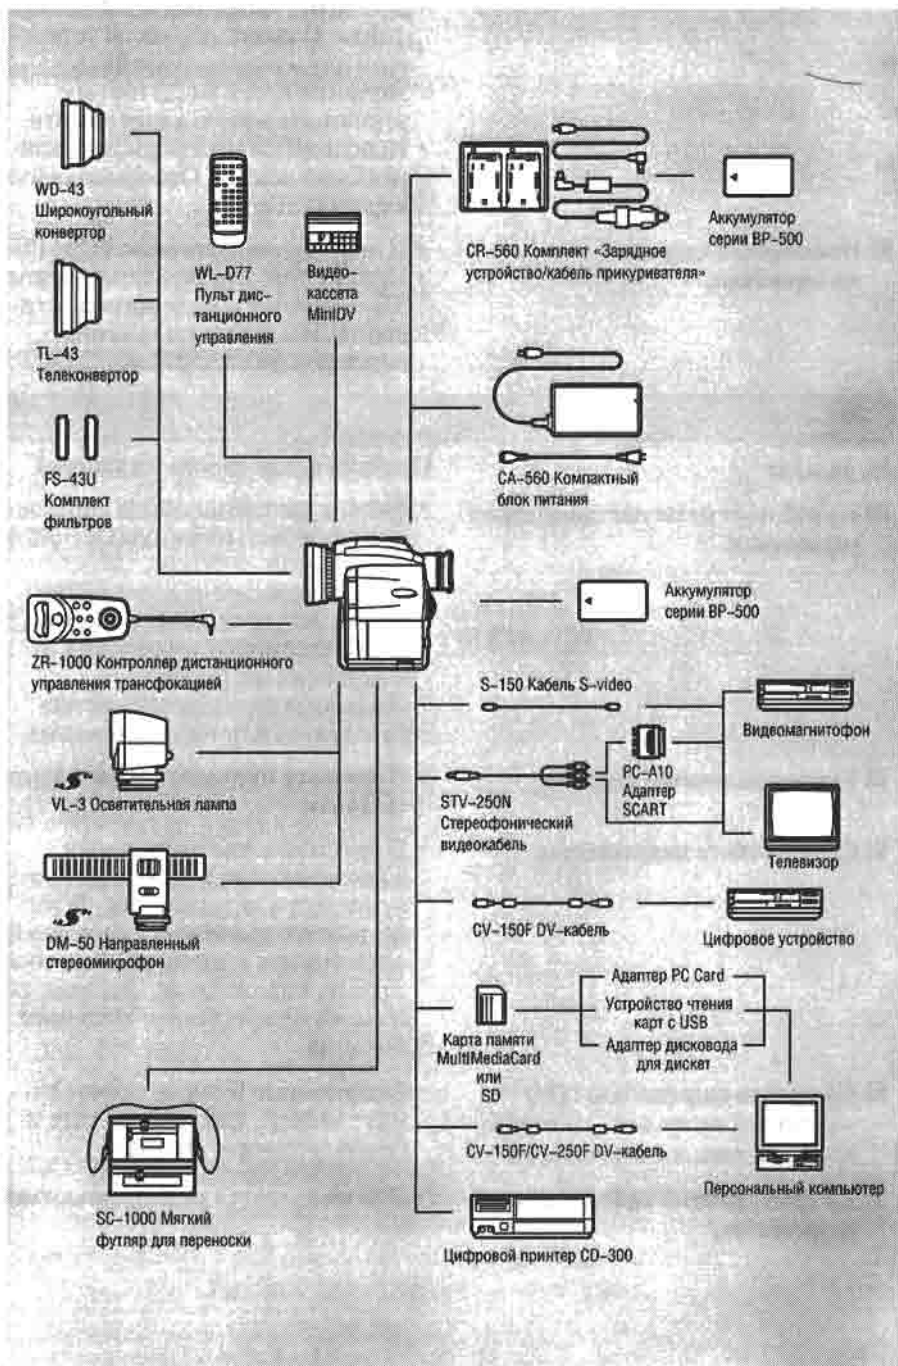 WD-43
Широкоугольный
конвертор
WL-D77
Пульт дис-
танционного
управления
Видео-
кассета
MiniDV
CR-560 Комплект «Зарядное
устройство/кабель прикуривателя»
Аккумулятор
серии BP-500
TL-43
Телеконвертор
CA-560 Компактный
блок питания
FS-43U
Комплект
фильтров
Аккумулятор
серии BP-500
ZR-1000 Контроллер дистанционного
управления трансфокацией
S-150 Кабель S-video
Видеомагнитофон
VL-3 Осветительная лампа
STV-250N
Стереофонический
видеокабель
PC-A10
Адаптер
SCART
Телевизор
DM-50 Направленный
стереомикрофон
CV-150F DV-кабель
Цифровое устройство
Карта памяти
MultiMediaCard
или
SD
Адаптер PC Card
Устройство чтения
карт с USB
Адаптер дисковода
для дискет
CV-150F/CV-250F DV-кабель
Персональный компьютер
SC-1000 Мягкий
футляр для переноски
Цифровой принтер CD-300